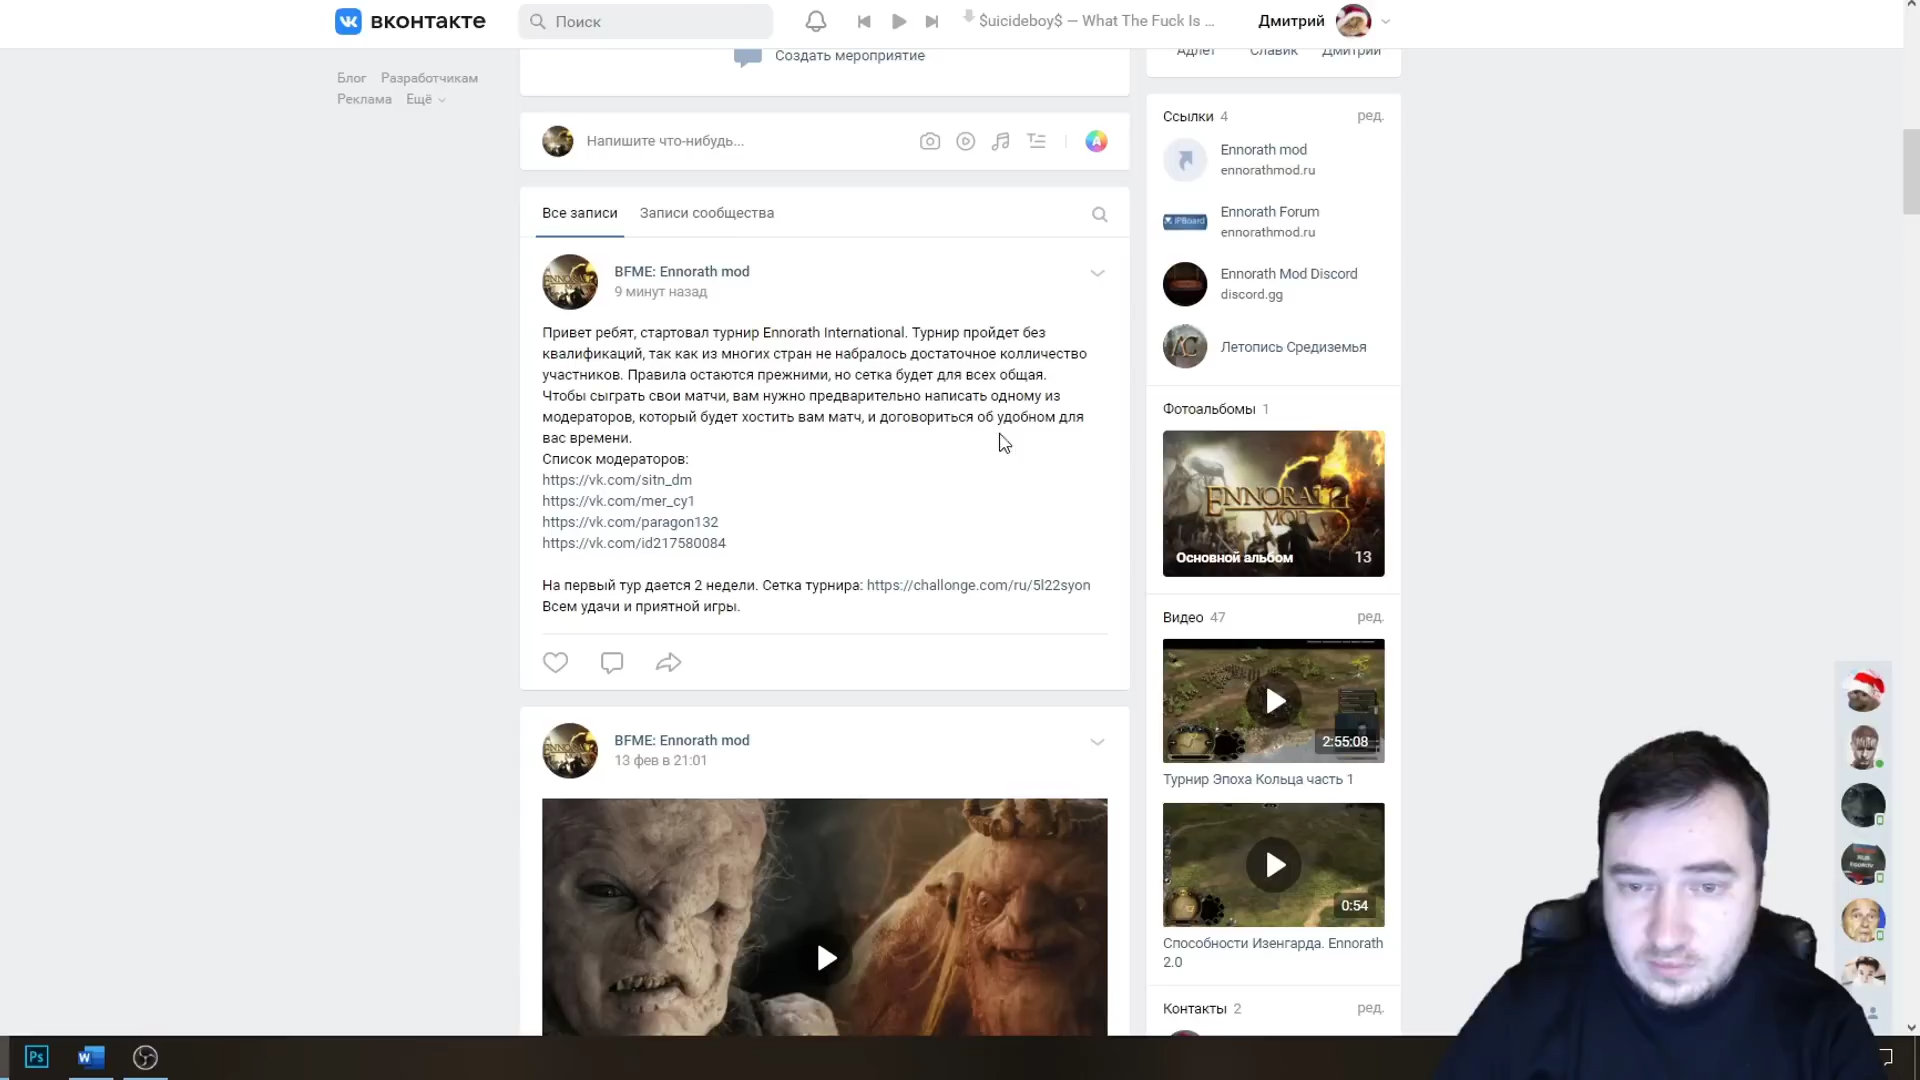 вконтакте
Поиск
$uicideboy$ — What The Fuck Is ...
Дмитрий
Блог Разработчикам
Реклама Ещё
Создать мероприятие
Напишите что-нибудь...
Все записи Записи сообщества
BFME: Ennorath mod
9 минут назад
Привет ребят, стартовал турнир Ennorath International. Турнир пройдет без
квалификаций, так как из многих стран не набралось достаточное колличество
участников. Правила остаются прежними, но сетка будет для всех общая.
Чтобы сыграть свои матчи, вам нужно предварительно написать одному из
модераторов, который будет хостить вам матч, и договориться об удобном для
вас времени.
Список модераторов:
https://vk.com/sitn_dm
https://vk.com/mer_cy1
https://vk.com/paragon132
https://vk.com/id217580084
На первый тур дается 2 недели. Сетка турнира: https://challonge.com/ru/5l22syon
Всем удачи и приятной игры.
BFME: Ennorath mod
13 фев в 21:01
Адлет Славик Дмитрий
Ссылки 4 ред.
Ennorath mod
ennorathmod.ru
IPBoard
Ennorath Forum
ennorathmod.ru
Ennorath Mod Discord
discord.gg
Летопись Средиземья
Фотоальбомы 1
ENNORATH
MOD
Основной альбом 13
Видео 47 ред.
2:55:08
Турнир Эпоха Кольца часть 1
0:54
Способности Изенгарда. Ennorath
2.0
Контакты 2 ред.
Ps
W